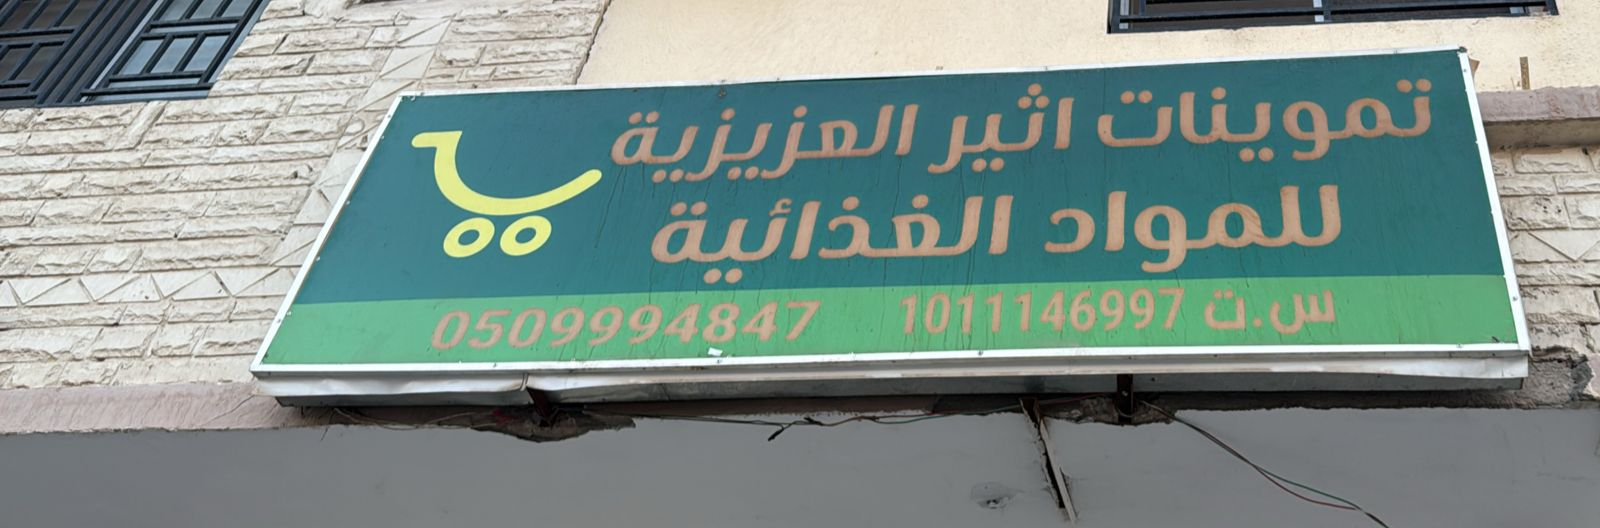 تموينات اثير العزيزية
للمواد الغذائية
س.ت 1011146997 0509994847